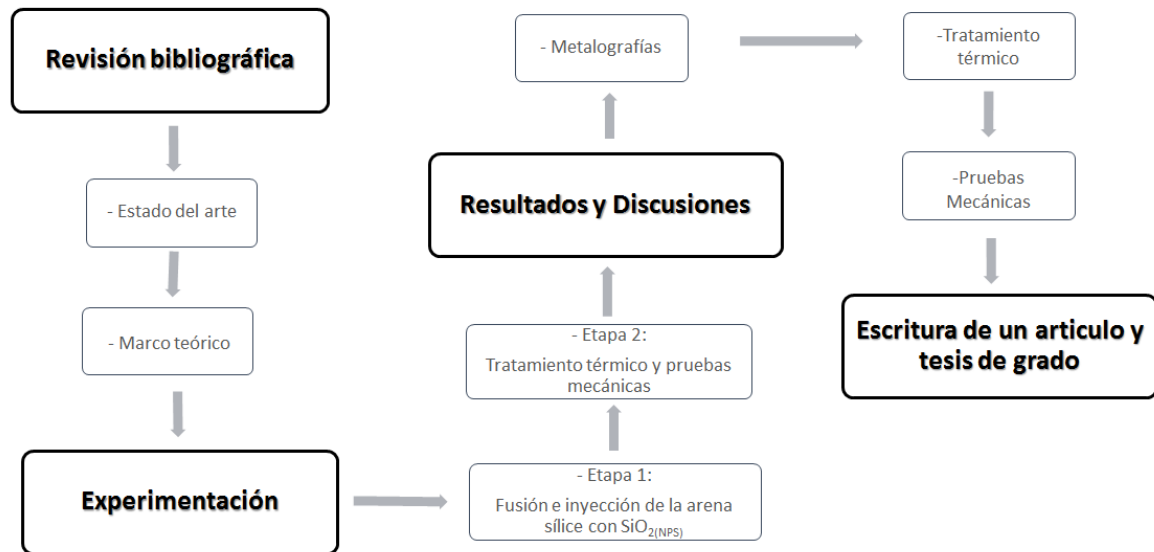 Revisión bibliográfica
- Estado del arte
- Marco teórico
Experimentación
- Etapa 1:
Fusión e inyección de la arena
sílice con SiO₂₍NPS₎
- Etapa 2:
Tratamiento térmico y pruebas
mecánicas
Resultados y Discusiones
- Metalografías
-Tratamiento
térmico
-Pruebas
Mecánicas
Escritura de un articulo y
tesis de grado